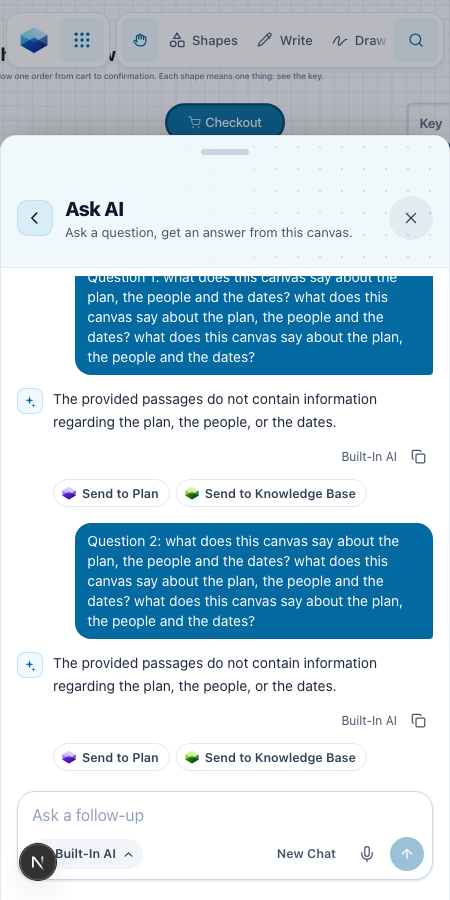 Shapes
Write
Draw
low one order from cart to confirmation. Each shape means one thing: see the key.
Checkout
Key
Ask AI
Ask a question, get an answer from this canvas.
Question 1: what does this canvas say about the
plan, the people and the dates? what does this
canvas say about the plan, the people and the
dates? what does this canvas say about the plan,
the people and the dates?
The provided passages do not contain information
regarding the plan, the people, or the dates.
Built-In AI
Send to Plan
Send to Knowledge Base
Question 2: what does this canvas say about the
plan, the people and the dates? what does this
canvas say about the plan, the people and the
dates? what does this canvas say about the plan,
the people and the dates?
The provided passages do not contain information
regarding the plan, the people, or the dates.
Built-In AI
Send to Plan
Send to Knowledge Base
Ask a follow-up
N
Built-In AI
New Chat